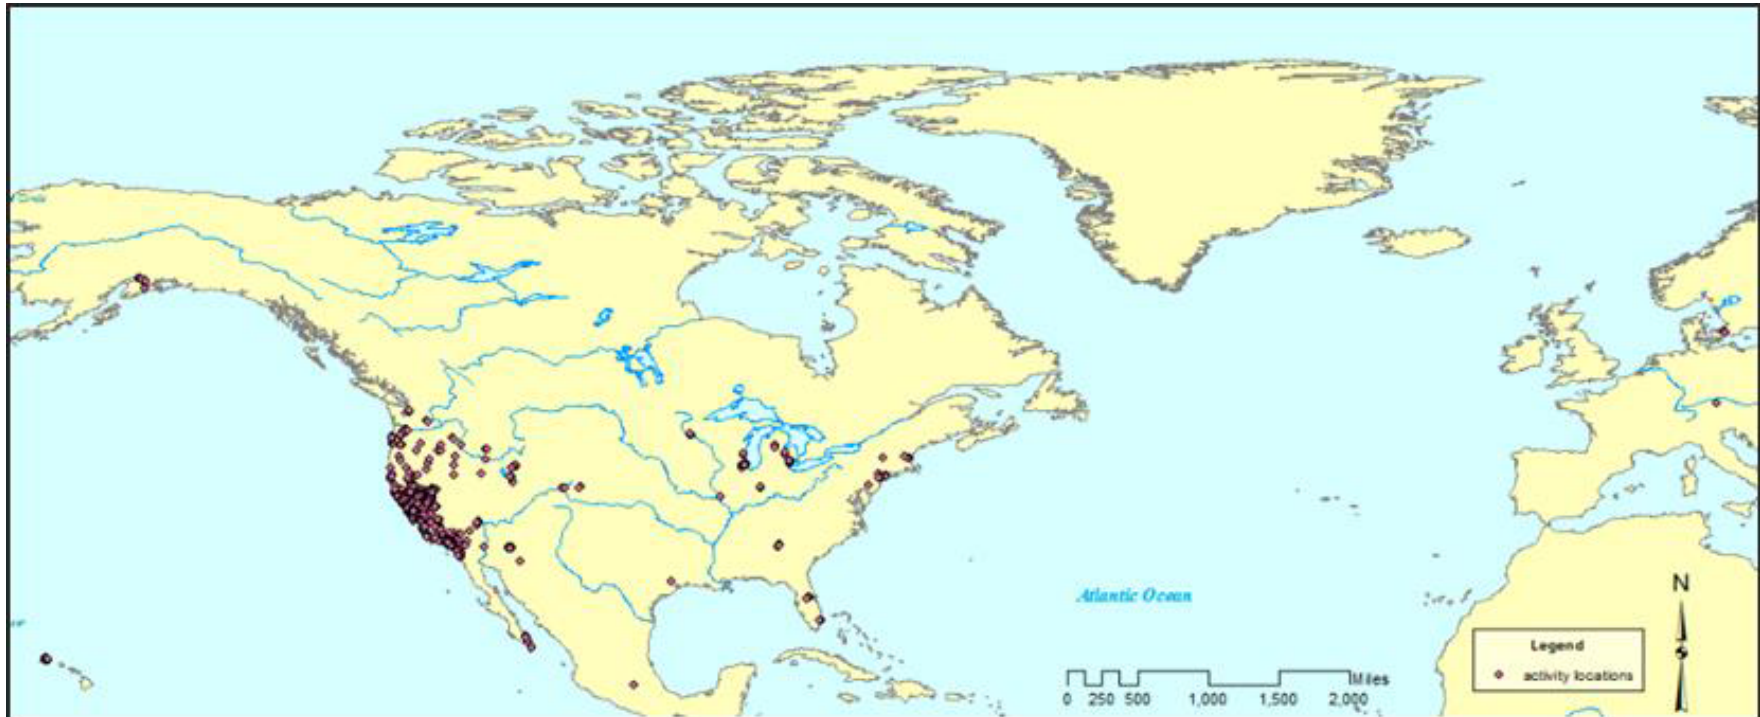 Atlantic Ocean
N
Legend
activity locations
Miles
0 250 500 1,000 1,500 2,000